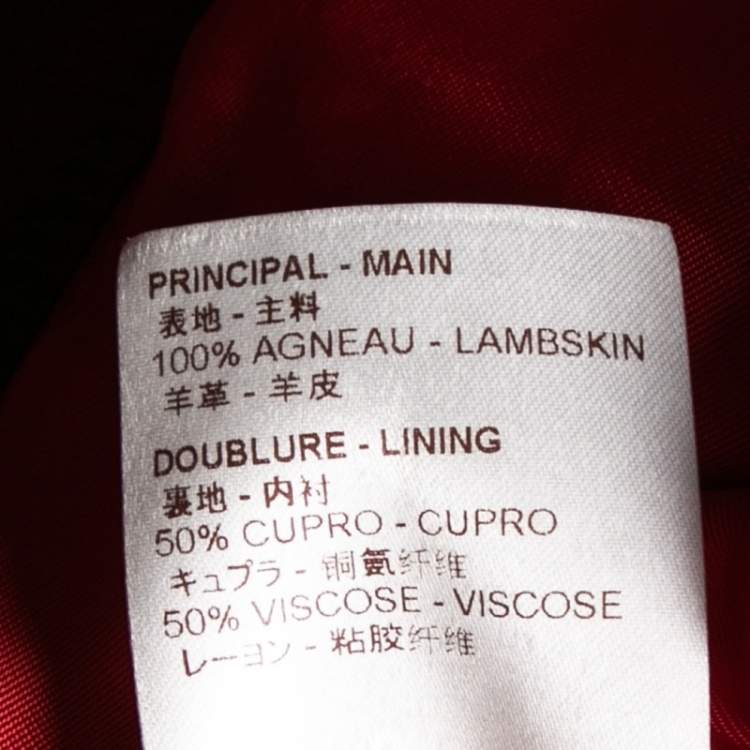 PRINCIPAL - MAIN
表地 - 主料
100% AGNEAU - LAMBSKIN
羊革 - 羊皮
DOUBLURE - LINING
裏地 - 内衬
50% CUPRO - CUPRO
キュプラ - 铜氨纤维
50% VISCOSE - VISCOSE
レーヨン - 粘胶纤维